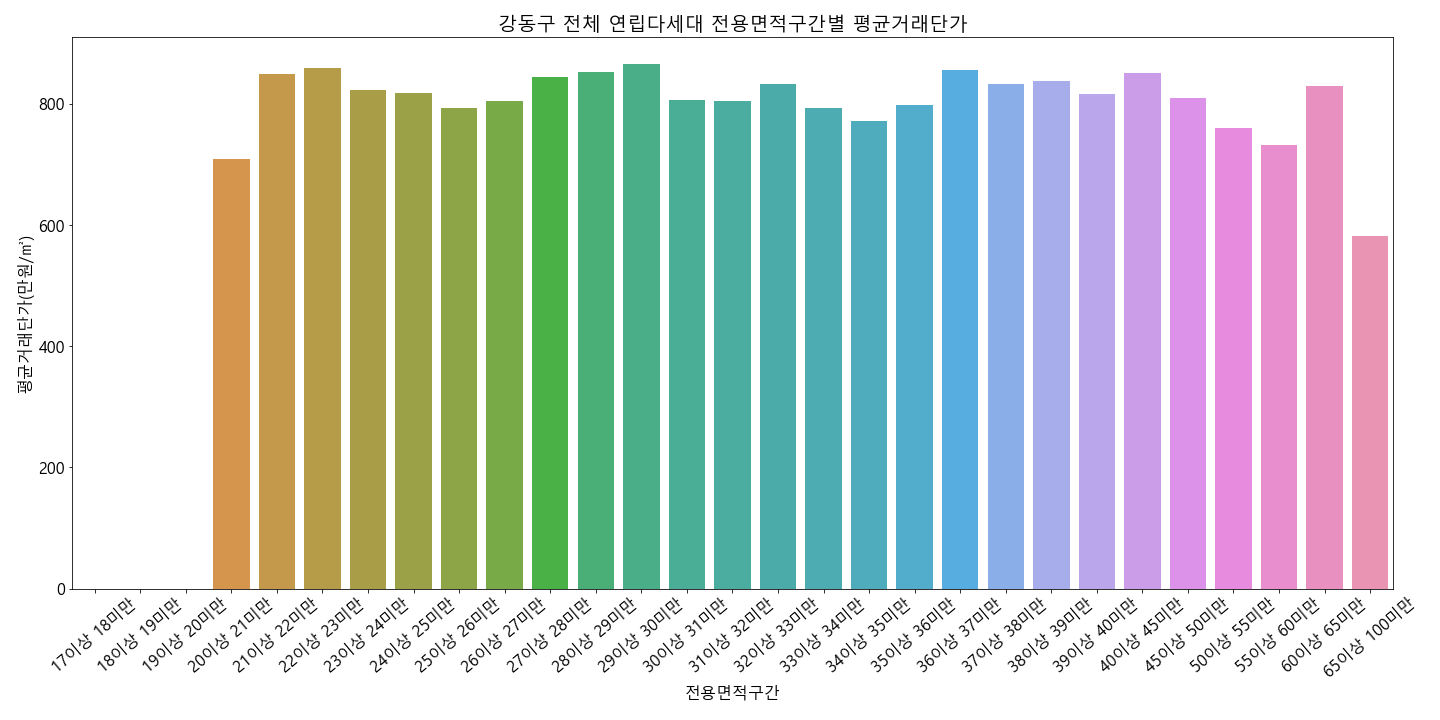 강동구 전체 연립다세대 전용면적구간별 평균거래단가
평균거래단가(만원/㎡)
800
600
400
200
0
17이상 18미만
18이상 19미만
19이상 20미만
20이상 21미만
21이상 22미만
22이상 23미만
23이상 24미만
24이상 25미만
25이상 26미만
26이상 27미만
27이상 28미만
28이상 29미만
29이상 30미만
30이상 31미만
31이상 32미만
32이상 33미만
33이상 34미만
34이상 35미만
35이상 36미만
36이상 37미만
37이상 38미만
38이상 39미만
39이상 40미만
40이상 45미만
45이상 50미만
50이상 55미만
55이상 60미만
60이상 65미만
65이상 100미만
전용면적구간